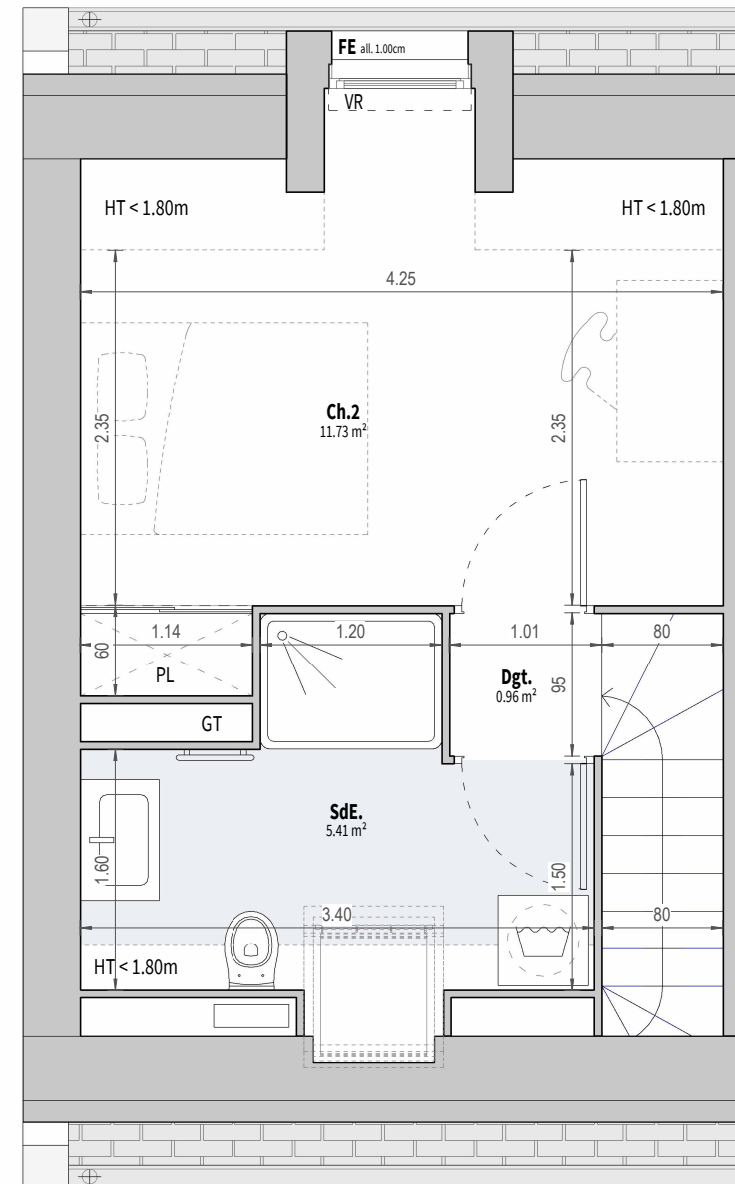 FE all. 1.00cm
VR
HT < 1.80m
HT < 1.80m
4.25
2.35
Ch.2
11.73 m²
2.35
60
1.14
PL
1.20
1.01
80
Dgt.
0.96 m²
95
GT
SdE.
5.41 m²
1.60
1.50
3.40
80
HT < 1.80m